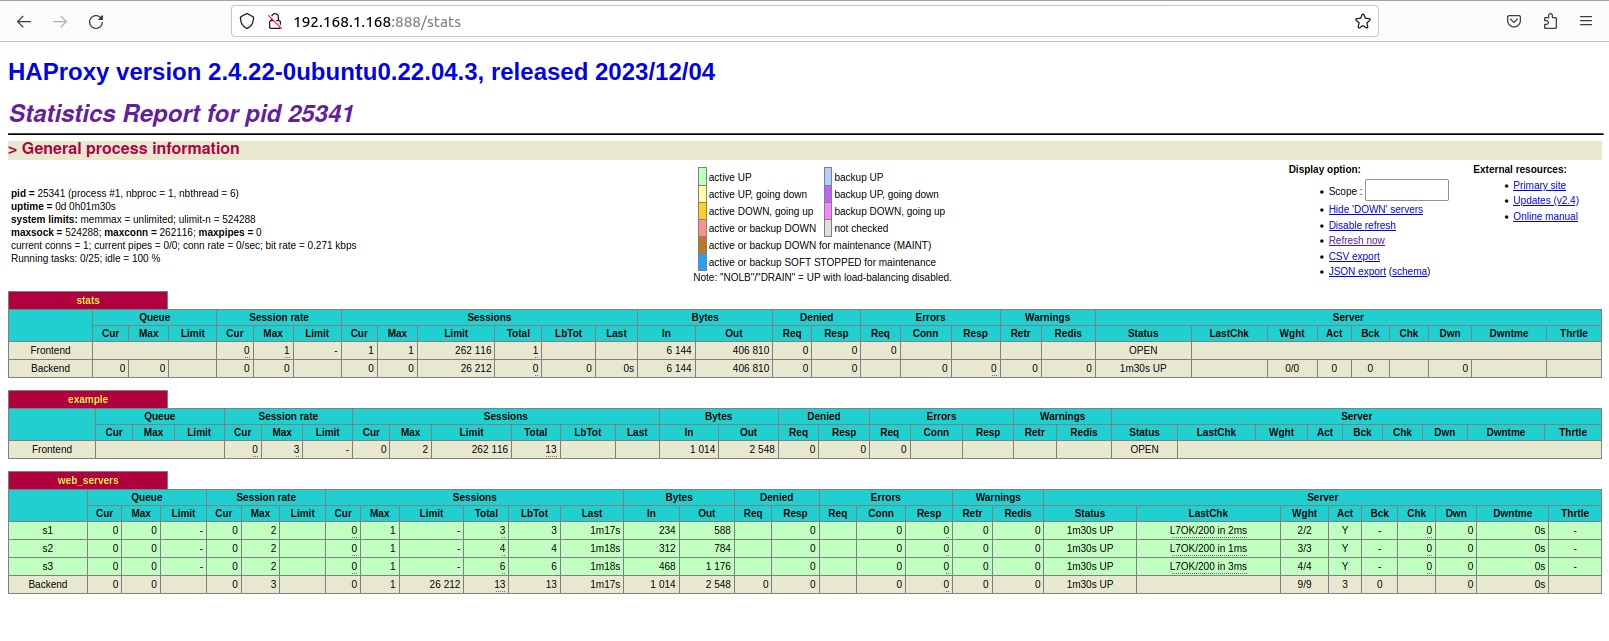 192.168.1.168:888/stats
HAProxy version 2.4.22-0ubuntu0.22.04.3, released 2023/12/04
Statistics Report for pid 25341
> General process information
pid = 25341 (process #1, nbproc = 1, nbthread = 6)
uptime = 0d 0h01m30s
system limits: memmax = unlimited; ulimit-n = 524288
maxsock = 524288; maxconn = 262116; maxpipes = 0
current conns = 1; current pipes = 0/0; conn rate = 0/sec; bit rate = 0.271 kbps
Running tasks: 0/25; idle = 100 %
active UP backup UP
active UP, going down backup UP, going down
active DOWN, going up backup DOWN, going up
active or backup DOWN not checked
active or backup DOWN for maintenance (MAINT)
active or backup SOFT STOPPED for maintenance
Note: "NOLB"/"DRAIN" = UP with load-balancing disabled.
Display option:
Scope :
Hide 'DOWN' servers
Disable refresh
Refresh now
CSV export
JSON export (schema)
External resources:
Primary site
Updates (v2.4)
Online manual
stats
Queue Session rate Sessions Bytes Denied Errors Warnings Server
Cur Max Limit Cur Max Limit Cur Max Limit Total LbTot Last In Out Req Resp Req Conn Resp Retr Redis Status LastChk Wght Act Bck Chk Dwn Dwntme Thrtle
Frontend 0 1 - 1 1 262 116 1 6 144 406 810 0 0 0 OPEN
Backend 0 0 0 0 0 0 26 212 0 0 0s 6 144 406 810 0 0 0 0 0 0 1m30s UP 0/0 0 0 0
example
Queue Session rate Sessions Bytes Denied Errors Warnings Server
Cur Max Limit Cur Max Limit Cur Max Limit Total LbTot Last In Out Req Resp Req Conn Resp Retr Redis Status LastChk Wght Act Bck Chk Dwn Dwntme Thrtle
Frontend 0 3 - 0 2 262 116 13 1 014 2 548 0 0 0 OPEN
web_servers
Queue Session rate Sessions Bytes Denied Errors Warnings Server
Cur Max Limit Cur Max Limit Cur Max Limit Total LbTot Last In Out Req Resp Req Conn Resp Retr Redis Status LastChk Wght Act Bck Chk Dwn Dwntme Thrtle
s1 0 0 - 0 2 0 1 - 3 3 1m17s 234 588 0 0 0 0 0 1m30s UP L7OK/200 in 2ms 2/2 Y - 0 0 0s -
s2 0 0 - 0 2 0 1 - 4 4 1m18s 312 784 0 0 0 0 0 1m30s UP L7OK/200 in 1ms 3/3 Y - 0 0 0s -
s3 0 0 - 0 2 0 1 - 6 6 1m18s 468 1 176 0 0 0 0 0 1m30s UP L7OK/200 in 3ms 4/4 Y - 0 0 0s -
Backend 0 0 0 3 0 1 26 212 13 13 1m17s 1 014 2 548 0 0 0 0 0 0 1m30s UP 9/9 3 0 0 0s